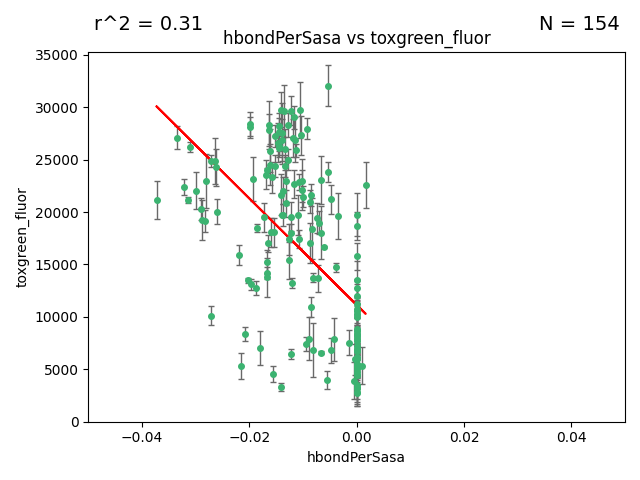 r^2 = 0.31
N = 154
hbondPerSasa vs toxgreen_fluor
35000
30000
25000
20000
15000
10000
5000
0
toxgreen_fluor
−0.04
−0.02
0.00
0.02
0.04
hbondPerSasa